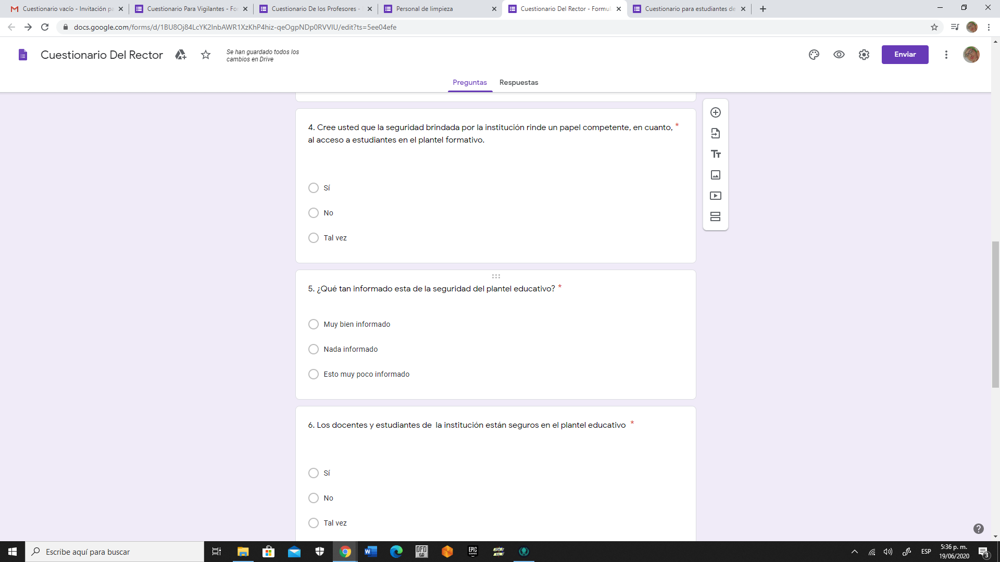 Cuestionario vacío - Invitación pa
Cuestionario Para Vigilantes - Fo
Cuestionario De los Profesores -
Personal de limpieza
Cuestionario Del Rector - Formul
Cuestionario para estudiantes de
docs.google.com/forms/d/1BU8Oj84LcYK2InbAWR1XzKhP4hiz-qeOgpNDp0RVVIU/edit?ts=5ee04efe
Cuestionario Del Rector
Se han guardado todos los
cambios en Drive
Enviar
Preguntas
Respuestas
4. Cree usted que la seguridad brindada por la institución rinde un papel competente, en cuanto, *
al acceso a estudiantes en el plantel formativo.
Sí
No
Tal vez
5. ¿Qué tan informado esta de la seguridad del plantel educativo? *
Muy bien informado
Nada informado
Esto muy poco informado
6. Los docentes y estudiantes de  la institución están seguros en el plantel educativo *
Sí
No
Tal vez
Escribe aquí para buscar
DFD
EPIC
GAMES
ESP
5:36 p. m.
19/06/2020
3